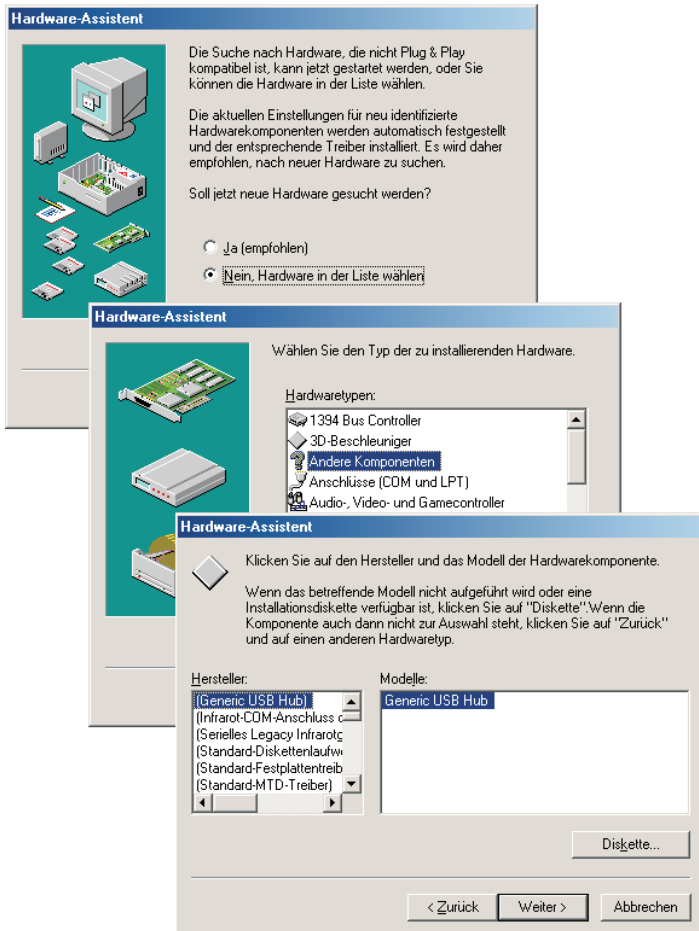 Hardware-Assistent
Die Suche nach Hardware, die nicht Plug & Play
kompatibel ist, kann jetzt gestartet werden, oder Sie
können die Hardware in der Liste wählen.
Die aktuellen Einstellungen für neu identifizierte
Hardwarekomponenten werden automatisch festgestellt
und der entsprechende Treiber installiert. Es wird daher
empfohlen, nach neuer Hardware zu suchen.
Soll jetzt neue Hardware gesucht werden?
Ja (empfohlen)
Nein, Hardware in der Liste wählen
Hardware-Assistent
Wählen Sie den Typ der zu installierenden Hardware.
Hardwaretypen:
1394 Bus Controller
3D-Beschleuniger
Andere Komponenten
Anschlüsse (COM und LPT)
Audio-, Video- und Gamecontroller
Hardware-Assistent
Klicken Sie auf den Hersteller und das Modell der Hardwarekomponente.
Wenn das betreffende Modell nicht aufgeführt wird oder eine
Installationsdiskette verfügbar ist, klicken Sie auf "Diskette".Wenn die
Komponente auch dann nicht zur Auswahl steht, klicken Sie auf "Zurück"
und auf einen anderen Hardwaretyp.
Hersteller:
(Generic USB Hub)
(Infrarot-COM-Anschluss
(Serielles Legacy Infrarotg
(Standard-Diskettenlaufw
(Standard-Festplattentreib
(Standard-MTD-Treiber)
Modelle:
Generic USB Hub
Diskette...
< Zurück
Weiter >
Abbrechen